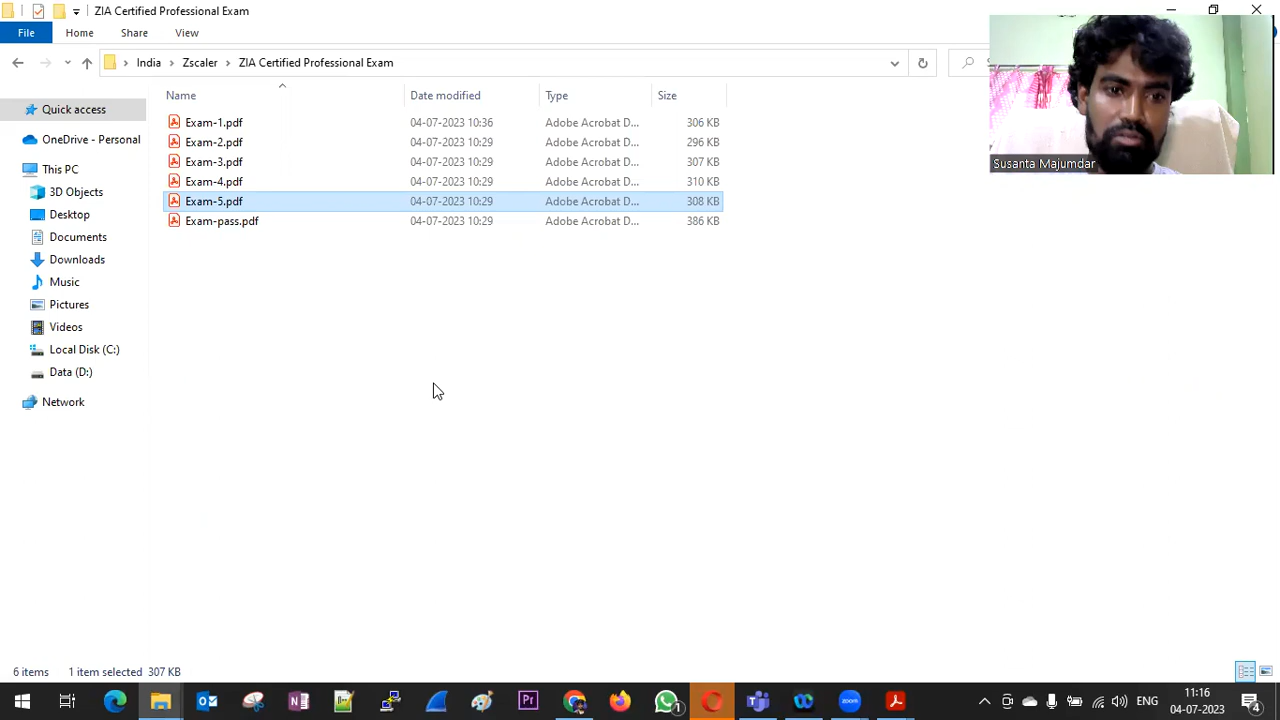 ZIA Certified Professional Exam
File Home Share View
India Zscaler ZIA Certified Professional Exam
Name Date modified Type Size
Quick access
OneDrive - Personal
This PC
3D Objects
Desktop
Documents
Downloads
Music
Pictures
Videos
Local Disk (C:)
Data (D:)
Network
Exam-1.pdf 04-07-2023 10:36 Adobe Acrobat D... 306 KB
Exam-2.pdf 04-07-2023 10:29 Adobe Acrobat D... 296 KB
Exam-3.pdf 04-07-2023 10:29 Adobe Acrobat D... 307 KB
Exam-4.pdf 04-07-2023 10:29 Adobe Acrobat D... 310 KB
Exam-5.pdf 04-07-2023 10:29 Adobe Acrobat D... 308 KB
Exam-pass.pdf 04-07-2023 10:29 Adobe Acrobat D... 386 KB
Susanta Majumdar
6 items 1 item selected 307 KB
Pr
1
ENG
11:16
04-07-2023
4